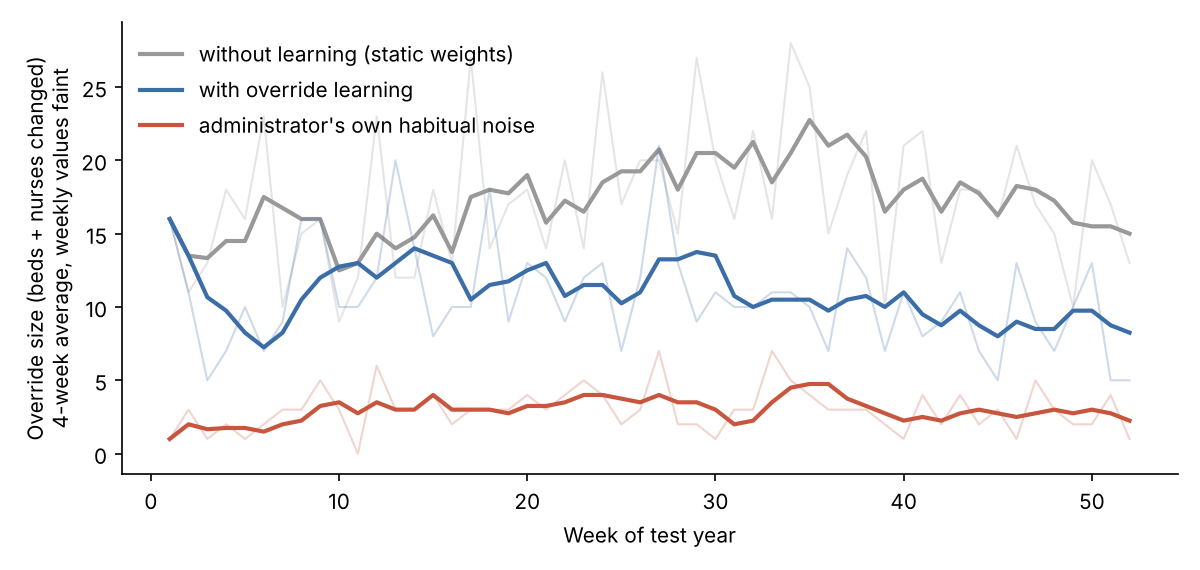 without learning (static weights)
with override learning
administrator's own habitual noise
Override size (beds + nurses changed)
4-week average, weekly values faint
25
20
15
10
5
0
0 10 20 30 40 50
Week of test year